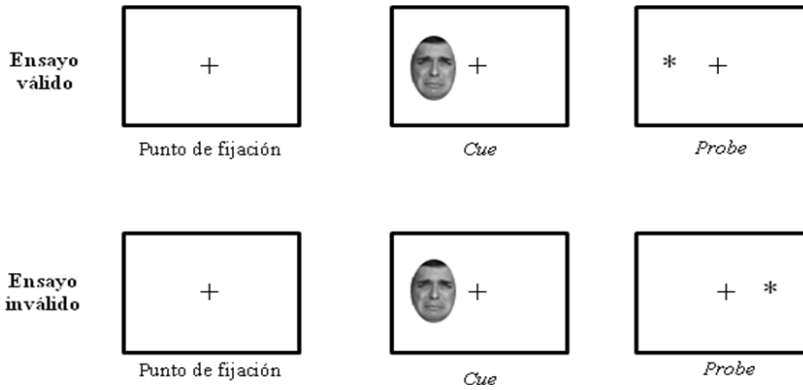 Ensayo
válido
+
+
* +
Punto de fijación
Cue
Probe
Ensayo
inválido
+
+
+ *
Punto de fijación
Cue
Probe